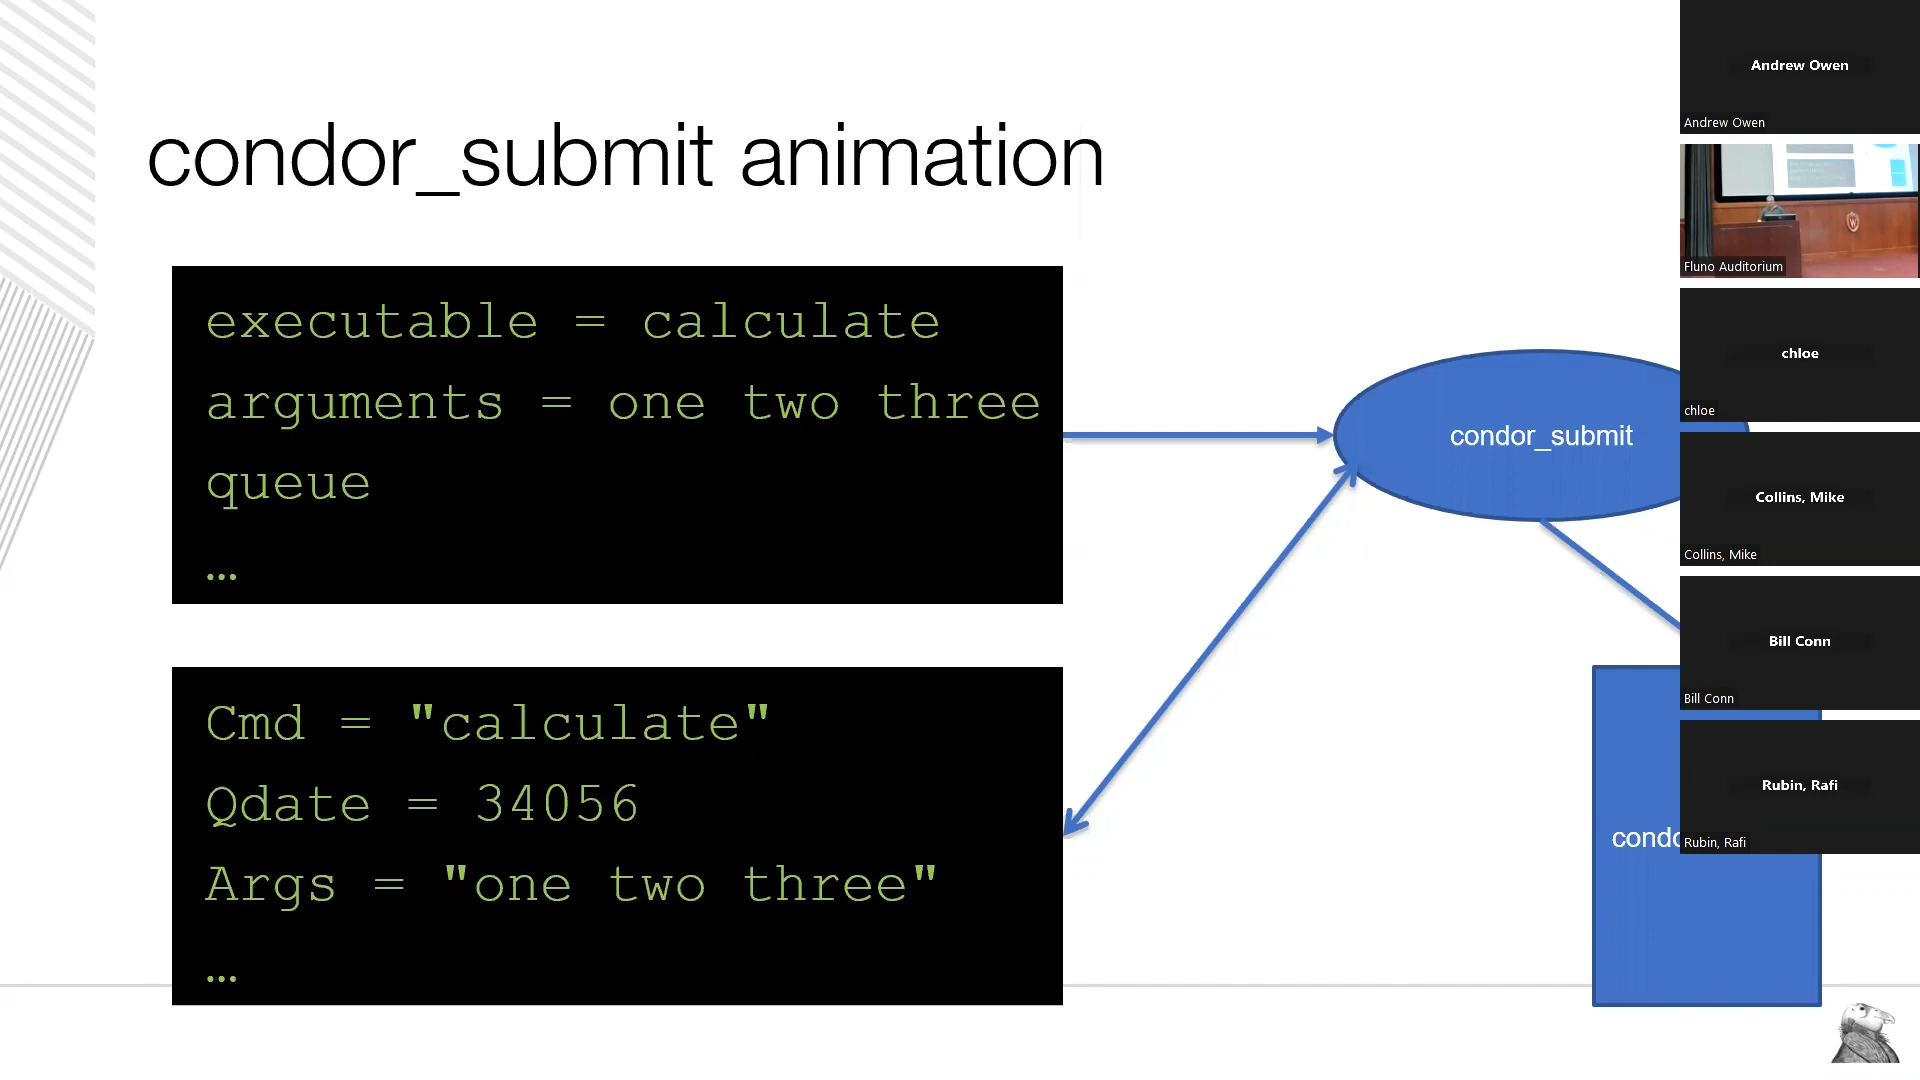 condor_submit animation
executable = calculate
arguments = one two three
queue
…
condor_submit
Cmd = "calculate"
Qdate = 34056
Args = "one two three"
…
Andrew Owen
Andrew Owen
Fluno Auditorium
chloe
chloe
Collins, Mike
Collins, Mike
Bill Conn
Bill Conn
Rubin, Rafi
Rubin, Rafi